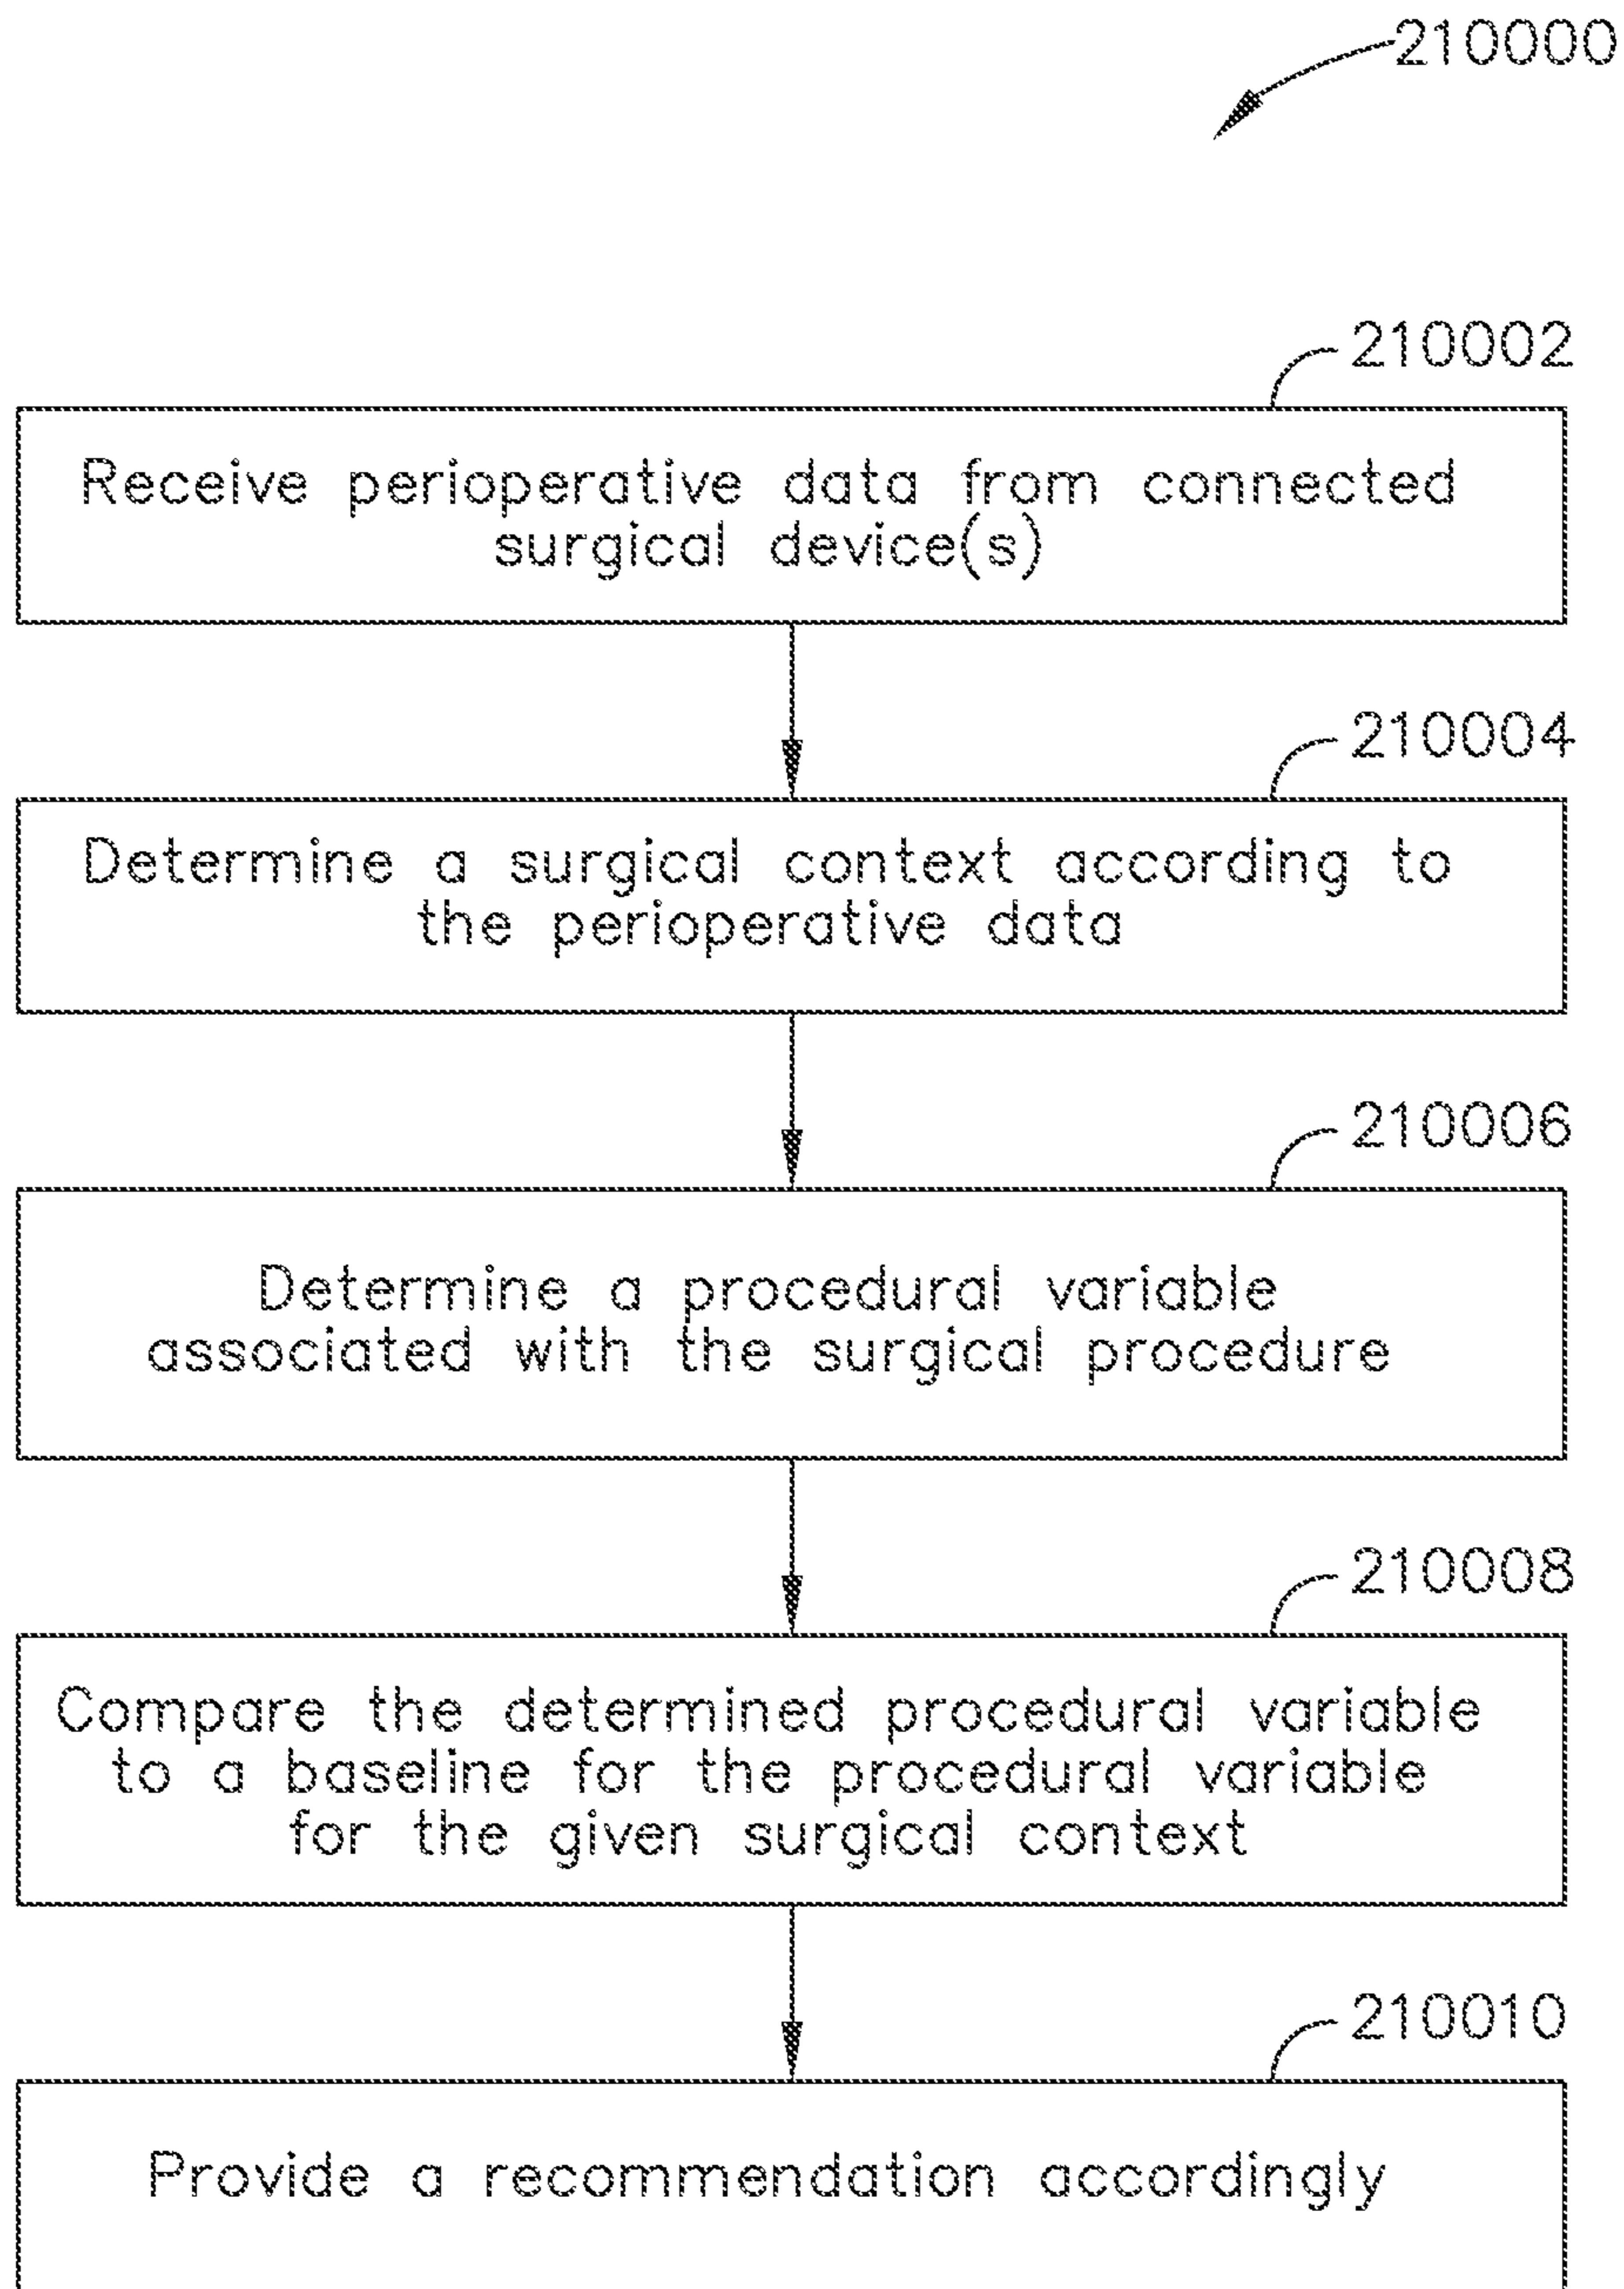 210000
210002
Receive perioperative data from connected
surgical device(s)
210004
Determine a surgical context according to
the perioperative data
210006
Determine a procedural variable
associated with the surgical procedure
210008
Compare the determined procedural variable
to a baseline for the procedural variable
for the given surgical context
210010
Provide a recommendation accordingly